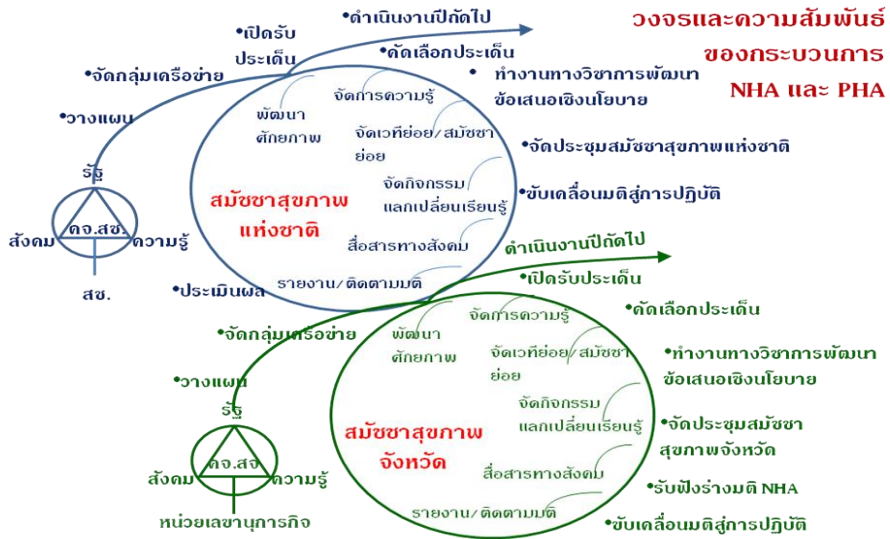 วงจรและความสัมพันธ์
ของกระบวนการ
NHA และ PHA
•ดำเนินงานปีถัดไป
•เปิดรับ
ประเด็น
•คัดเลือกประเด็น
•จัดกลุ่มเครือข่าย
•ทำงานทางวิชาการพัฒนา
ข้อเสนอเชิงนโยบาย
•วางแผน
จัดการความรู้
พัฒนา
ศักยภาพ
จัดเวทีย่อย/สมัชชา
ย่อย
•จัดประชุมสมัชชาสุขภาพแห่งชาติ
รัฐ
จัดกิจกรรม
แลกเปลี่ยนเรียนรู้
•ขับเคลื่อนมติสู่การปฏิบัติ
สมัชชาสุขภาพ
แห่งชาติ
สังคม
คจ.สช.
ความรู้
สื่อสารทางสังคม
สช.
รายงาน/ติดตามมติ
•ประเมินผล
ดำเนินงานปีถัดไป
•เปิดรับประเด็น
•คัดเลือกประเด็น
•จัดกลุ่มเครือข่าย
จัดการความรู้
พัฒนา
ศักยภาพ
จัดเวทีย่อย/สมัชชา
ย่อย
•ทำงานทางวิชาการพัฒนา
ข้อเสนอเชิงนโยบาย
•วางแผน
รัฐ
จัดกิจกรรม
แลกเปลี่ยนเรียนรู้
•จัดประชุมสมัชชา
สุขภาพจังหวัด
สมัชชาสุขภาพ
จังหวัด
สังคม
คจ.สจ
ความรู้
สื่อสารทางสังคม
•รับฟังร่างมติ NHA
หน่วยเลขานุการกิจ
รายงาน/ติดตามมติ
•ขับเคลื่อนมติสู่การปฏิบัติ